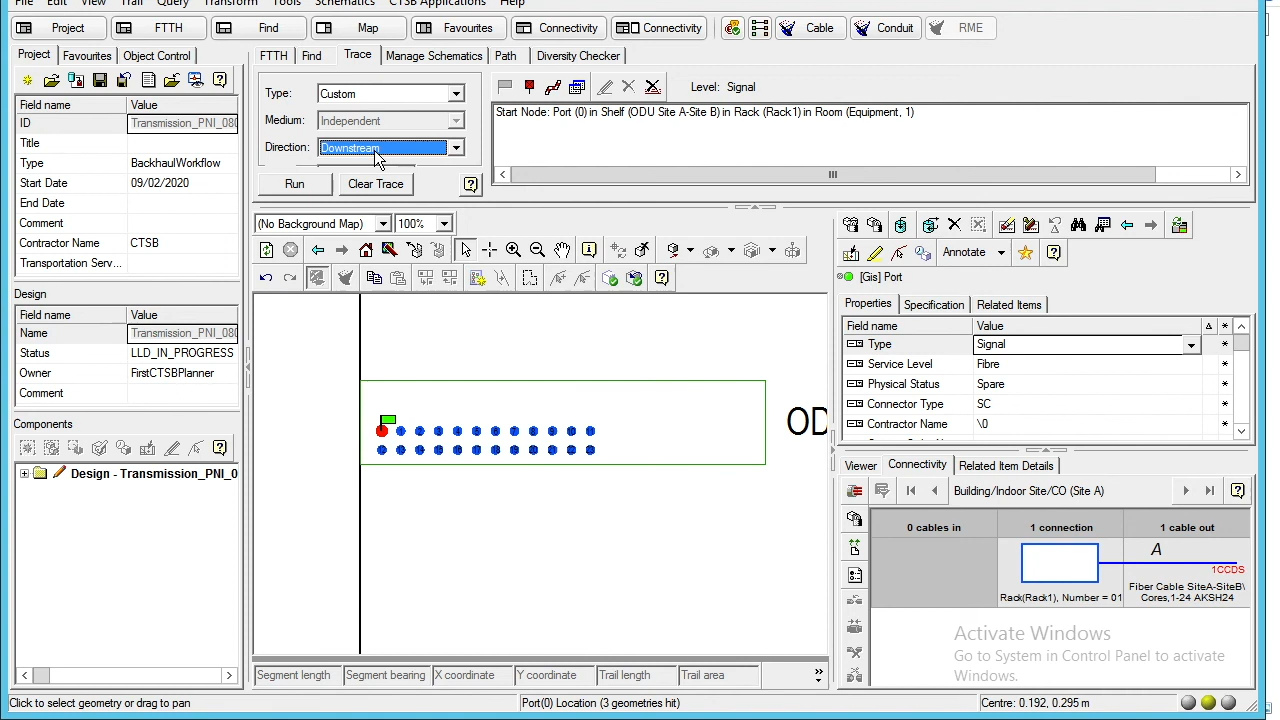 File Edit View Trail Query Transform Tools Schematics CTSB Applications Help
Project FTTH Find Map Favourites Connectivity Connectivity Cable Conduit RME
Project Favourites Object Control
FTTH Find Trace Manage Schematics Path Diversity Checker
Field name Value
ID Transmission_PNI_080
Title
Type BackhaulWorkflow
Start Date 09/02/2020
End Date
Comment
Contractor Name CTSB
Transportation Serv...
Design
Field name Value
Name Transmission_PNI_080
Status LLD_IN_PROGRESS
Owner FirstCTSBPlanner
Comment
Components
Design - Transmission_PNI_0
Type: Custom
Medium: Independent
Direction: Downstream
Run Clear Trace
Level: Signal
Start Node: Port (0) in Shelf (ODU Site A-Site B) in Rack (Rack1) in Room (Equipment, 1)
(No Background Map) 100%
OD
Segment length Segment bearing X coordinate Y coordinate Trail length Trail area
Annotate
[Gis] Port
Properties Specification Related Items
Field name Value
Type Signal
Service Level Fibre
Physical Status Spare
Connector Type SC
Connector Name \0
Viewer Connectivity Related Item Details
Building/Indoor Site/CO (Site A)
0 cables in 1 connection 1 cable out
A
1CCDS
Rack(Rack1), Number = 01
Fiber Cable SiteA-SiteB\
Cores,1-24 AKSH24
Activate Windows
Go to System in Control Panel to activate
Windows.
Click to select geometry or drag to pan
Port(0) Location (3 geometries hit)
Centre: 0.192, 0.295 m